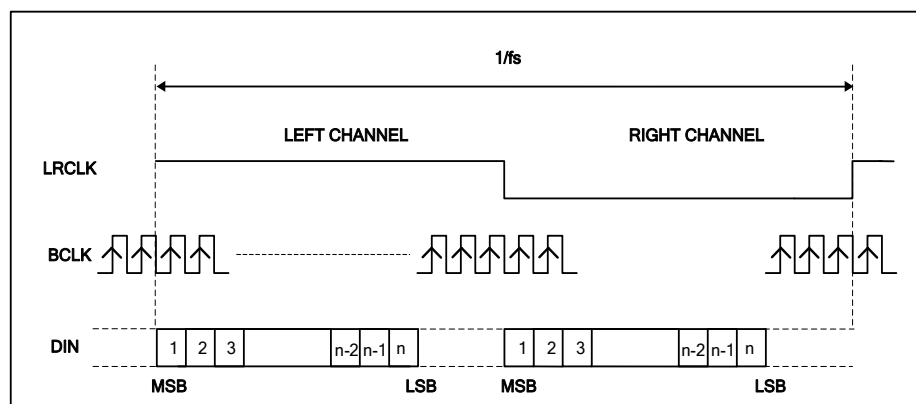 1/fs
LEFT CHANNEL RIGHT CHANNEL
LRCLK
BCLK
DIN 1 2 3 n-2 n-1 n 1 2 3 n-2 n-1 n
MSB LSB MSB LSB